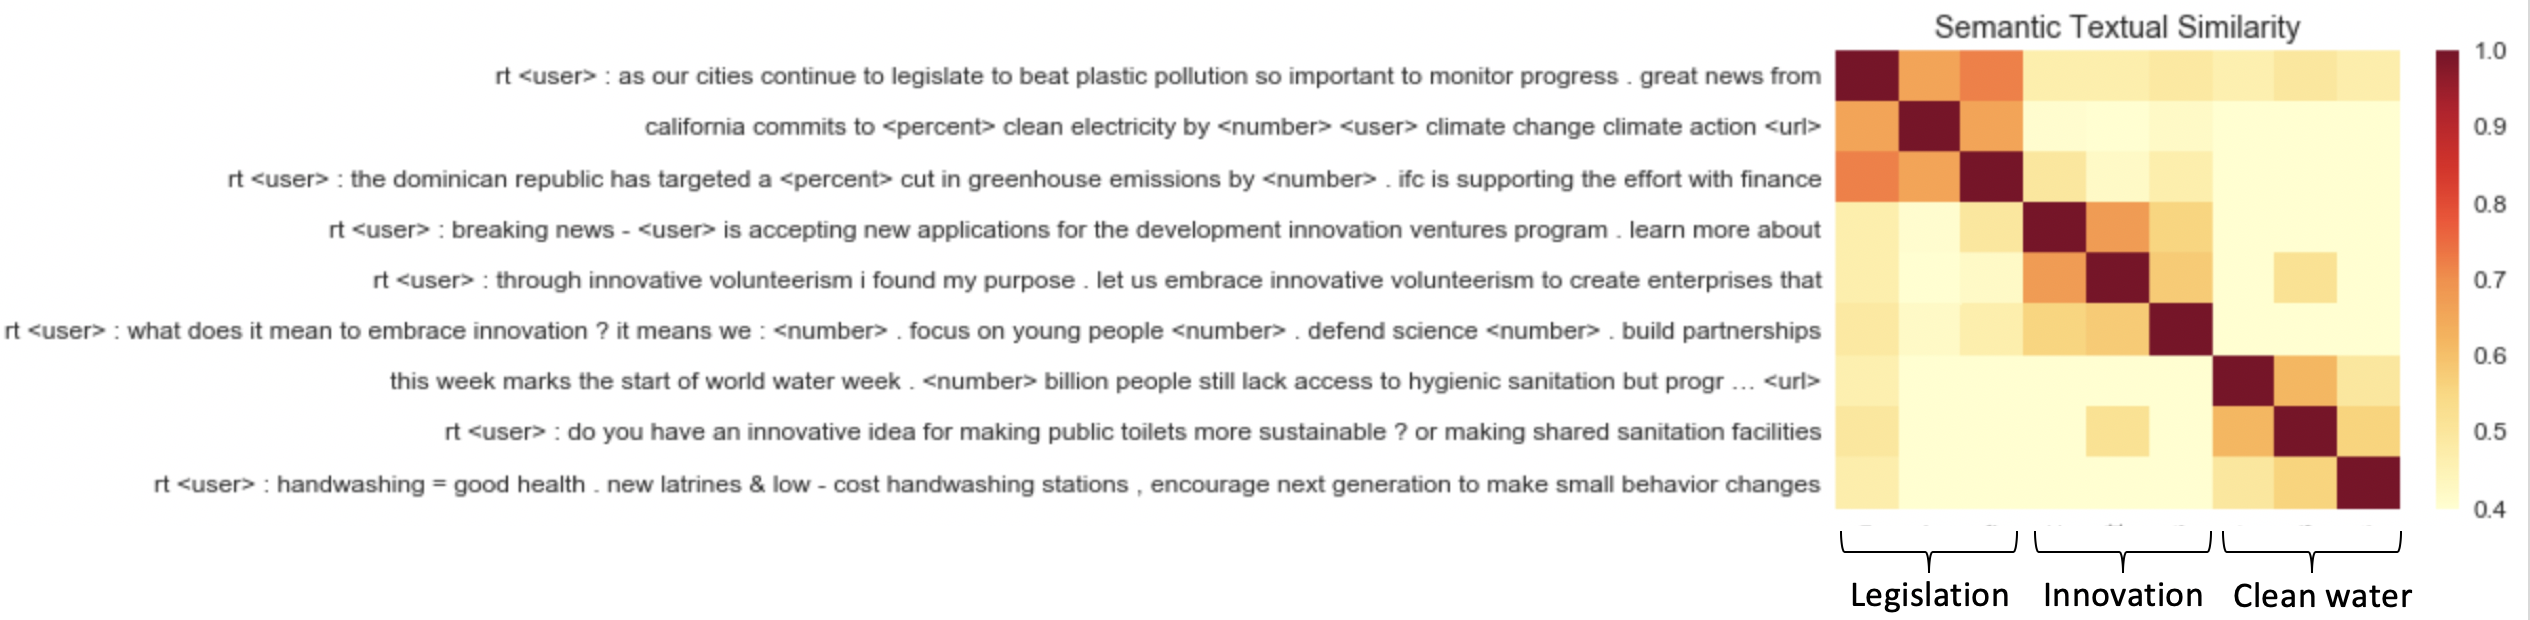 Semantic Textual Similarity
rt <user> : as our cities continue to legislate to beat plastic pollution so important to monitor progress . great news from
california commits to <percent> clean electricity by <number> <user> climate change climate action <url>
rt <user> : the dominican republic has targeted a <percent> cut in greenhouse emissions by <number> . ifc is supporting the effort with finance
rt <user> : breaking news - <user> is accepting new applications for the development innovation ventures program . learn more about
rt <user> : through innovative volunteerism i found my purpose . let us embrace innovative volunteerism to create enterprises that
rt <user> : what does it mean to embrace innovation ? it means we : <number> . focus on young people <number> . defend science <number> . build partnerships
this week marks the start of world water week . <number> billion people still lack access to hygienic sanitation but progr ... <url>
rt <user> : do you have an innovative idea for making public toilets more sustainable ? or making shared sanitation facilities
rt <user> : handwashing = good health . new latrines & low - cost handwashing stations , encourage next generation to make small behavior changes
1.0
0.9
0.8
0.7
0.6
0.5
0.4
Legislation Innovation Clean water